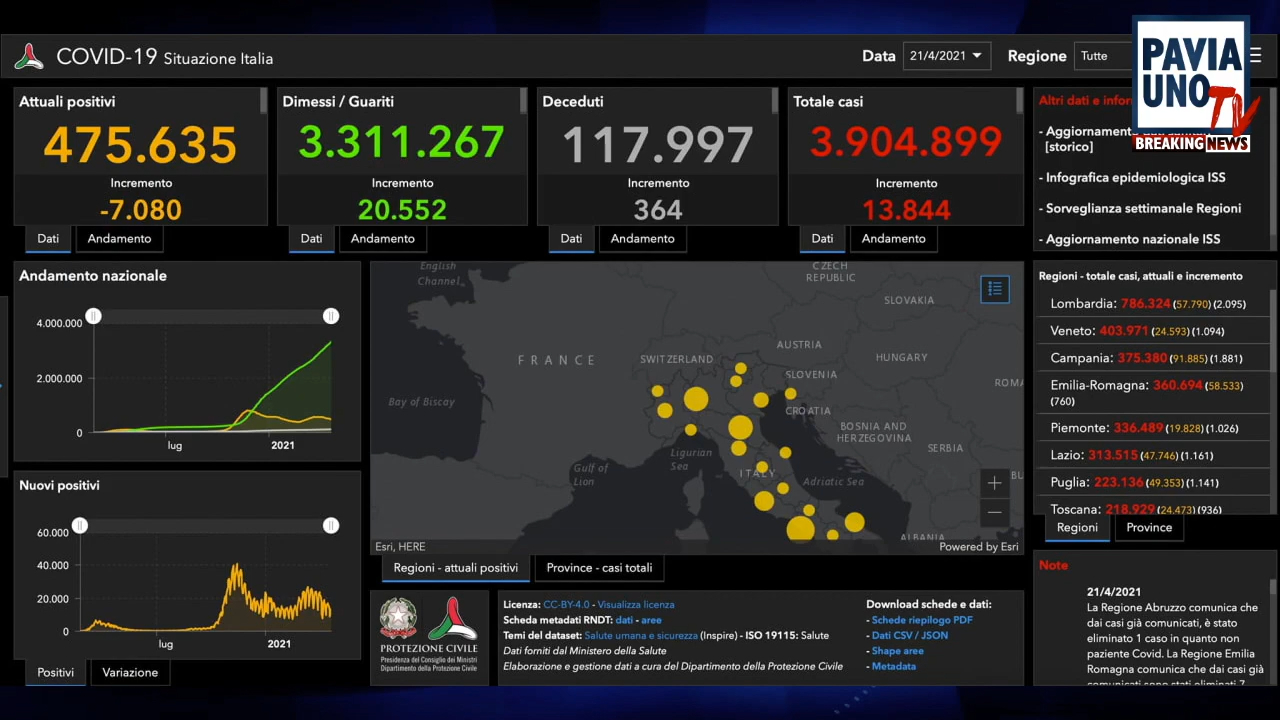 COVID-19 Situazione Italia
Data 21/4/2021
Regione Tutte
PAVIA
UNO
TV
BREAKING NEWS
Attuali positivi
475.635
Incremento
-7.080
Dati Andamento
Dimessi / Guariti
3.311.267
Incremento
20.552
Dati Andamento
Deceduti
117.997
Incremento
364
Dati Andamento
Totale casi
3.904.899
Incremento
13.844
Dati Andamento
Altri dati e
- Aggiornamento
[storico]
- Infografica epidemiologica ISS
- Sorveglianza settimanale Regioni
- Aggiornamento nazionale ISS
Andamento nazionale
4.000.000
2.000.000
0
lug 2021
Nuovi positivi
60.000
40.000
20.000
0
lug 2021
Positivi Variazione
English
Channel
CZECH
REPUBLIC
SLOVAKIA
AUSTRIA
FRANCE
SWITZERLAND
HUNGARY
SLOVENIA
ROMA
Bay of Biscay
CROATIA
BOSNIA AND
HERZEGOVINA
SERBIA
Ligurian
Sea
Gulf of
Lion
ITALY
Adriatic Sea
BU
ALBANIA
+
−
Esri, HERE
Powered by Esri
Regioni - attuali positivi Province - casi totali
Regioni - totale casi, attuali e incremento
Lombardia: 786.324 (57.790) (2.095)
Veneto: 403.971 (24.593) (1.094)
Campania: 375.380 (91.885) (1.881)
Emilia-Romagna: 360.694 (58.533)
(760)
Piemonte: 336.489 (19.828) (1.026)
Lazio: 313.515 (47.746) (1.161)
Puglia: 223.136 (49.353) (1.141)
Toscana: 218.929 (24.473) (936)
Regioni Province
PROTEZIONE CIVILE
Presidenza del Consiglio dei Ministri
Dipartimento della Protezione Civile
Licenza: CC-BY-4.0 - Visualizza licenza
Scheda metadati RNDT: dati - aree
Temi del dataset: Salute umana e sicurezza (Inspire) - ISO 19115: Salute
Dati forniti dal Ministero della Salute
Elaborazione e gestione dati a cura del Dipartimento della Protezione Civile
Download schede e dati:
- Schede riepilogo PDF
- Dati CSV / JSON
- Shape aree
- Metadata
Note
21/4/2021
La Regione Abruzzo comunica che
dai casi già comunicati, è stato
eliminato 1 caso in quanto non
paziente Covid. La Regione Emilia
Romagna comunica che dai casi già
comunicati sono stati eliminati 7